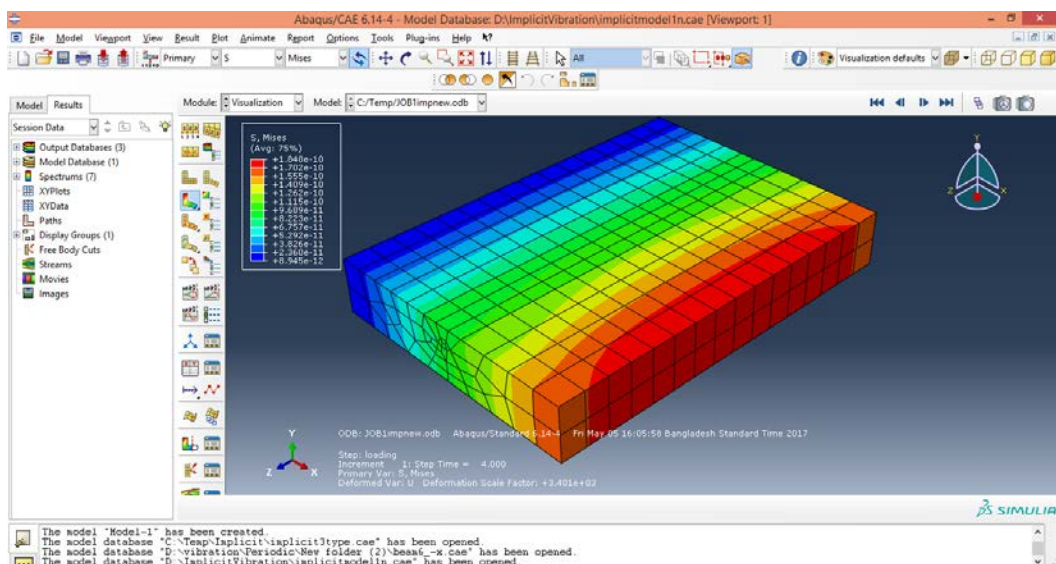 Abaqus/CAE 6.14-4 - Model Database: D:\ImplicitVibration\implicitmodel1n.cae [Viewport: 1]
File Model Viewport View Result Plot Animate Report Options Tools Plug-ins Help
Primary S Mises All Visualization defaults
Model Results
Module: Visualization Model: C:/Temp/JOB1impnew.odb
Session Data
Output Databases (3)
Model Database (1)
Spectrums (7)
XYPlots
XYData
Paths
Display Groups (1)
Free Body Cuts
Streams
Movies
Images
S, Mises
(Avg: 75%)
+1.848e-10
+1.702e-10
+1.555e-10
+1.409e-10
+1.262e-10
+1.115e-10
+9.689e-11
+8.223e-11
+6.757e-11
+5.292e-11
+3.826e-11
+2.360e-11
+8.945e-12
Y
Z
X
Y
Z
X
ODB: JOB1impnew.odb Abaqus/Standard 6.14-4 Fri May 05 16:05:58 Bangladesh Standard Time 2017
Step: loading
Increment 1: Step Time = 4.000
Primary Var: S, Mises
Deformed Var: U Deformation Scale Factor: +3.401e+03
SIMULIA
The model "Model-1" has been created.
The model database "C:\Temp\Implicit\implicit3type.cae" has been opened.
The model database "D:\vibration\Periodic\New folder (2)\beam6_-x.cae" has been opened.
The model database "D:\ImplicitVibration\implicitmodel1n.cae" has been opened.